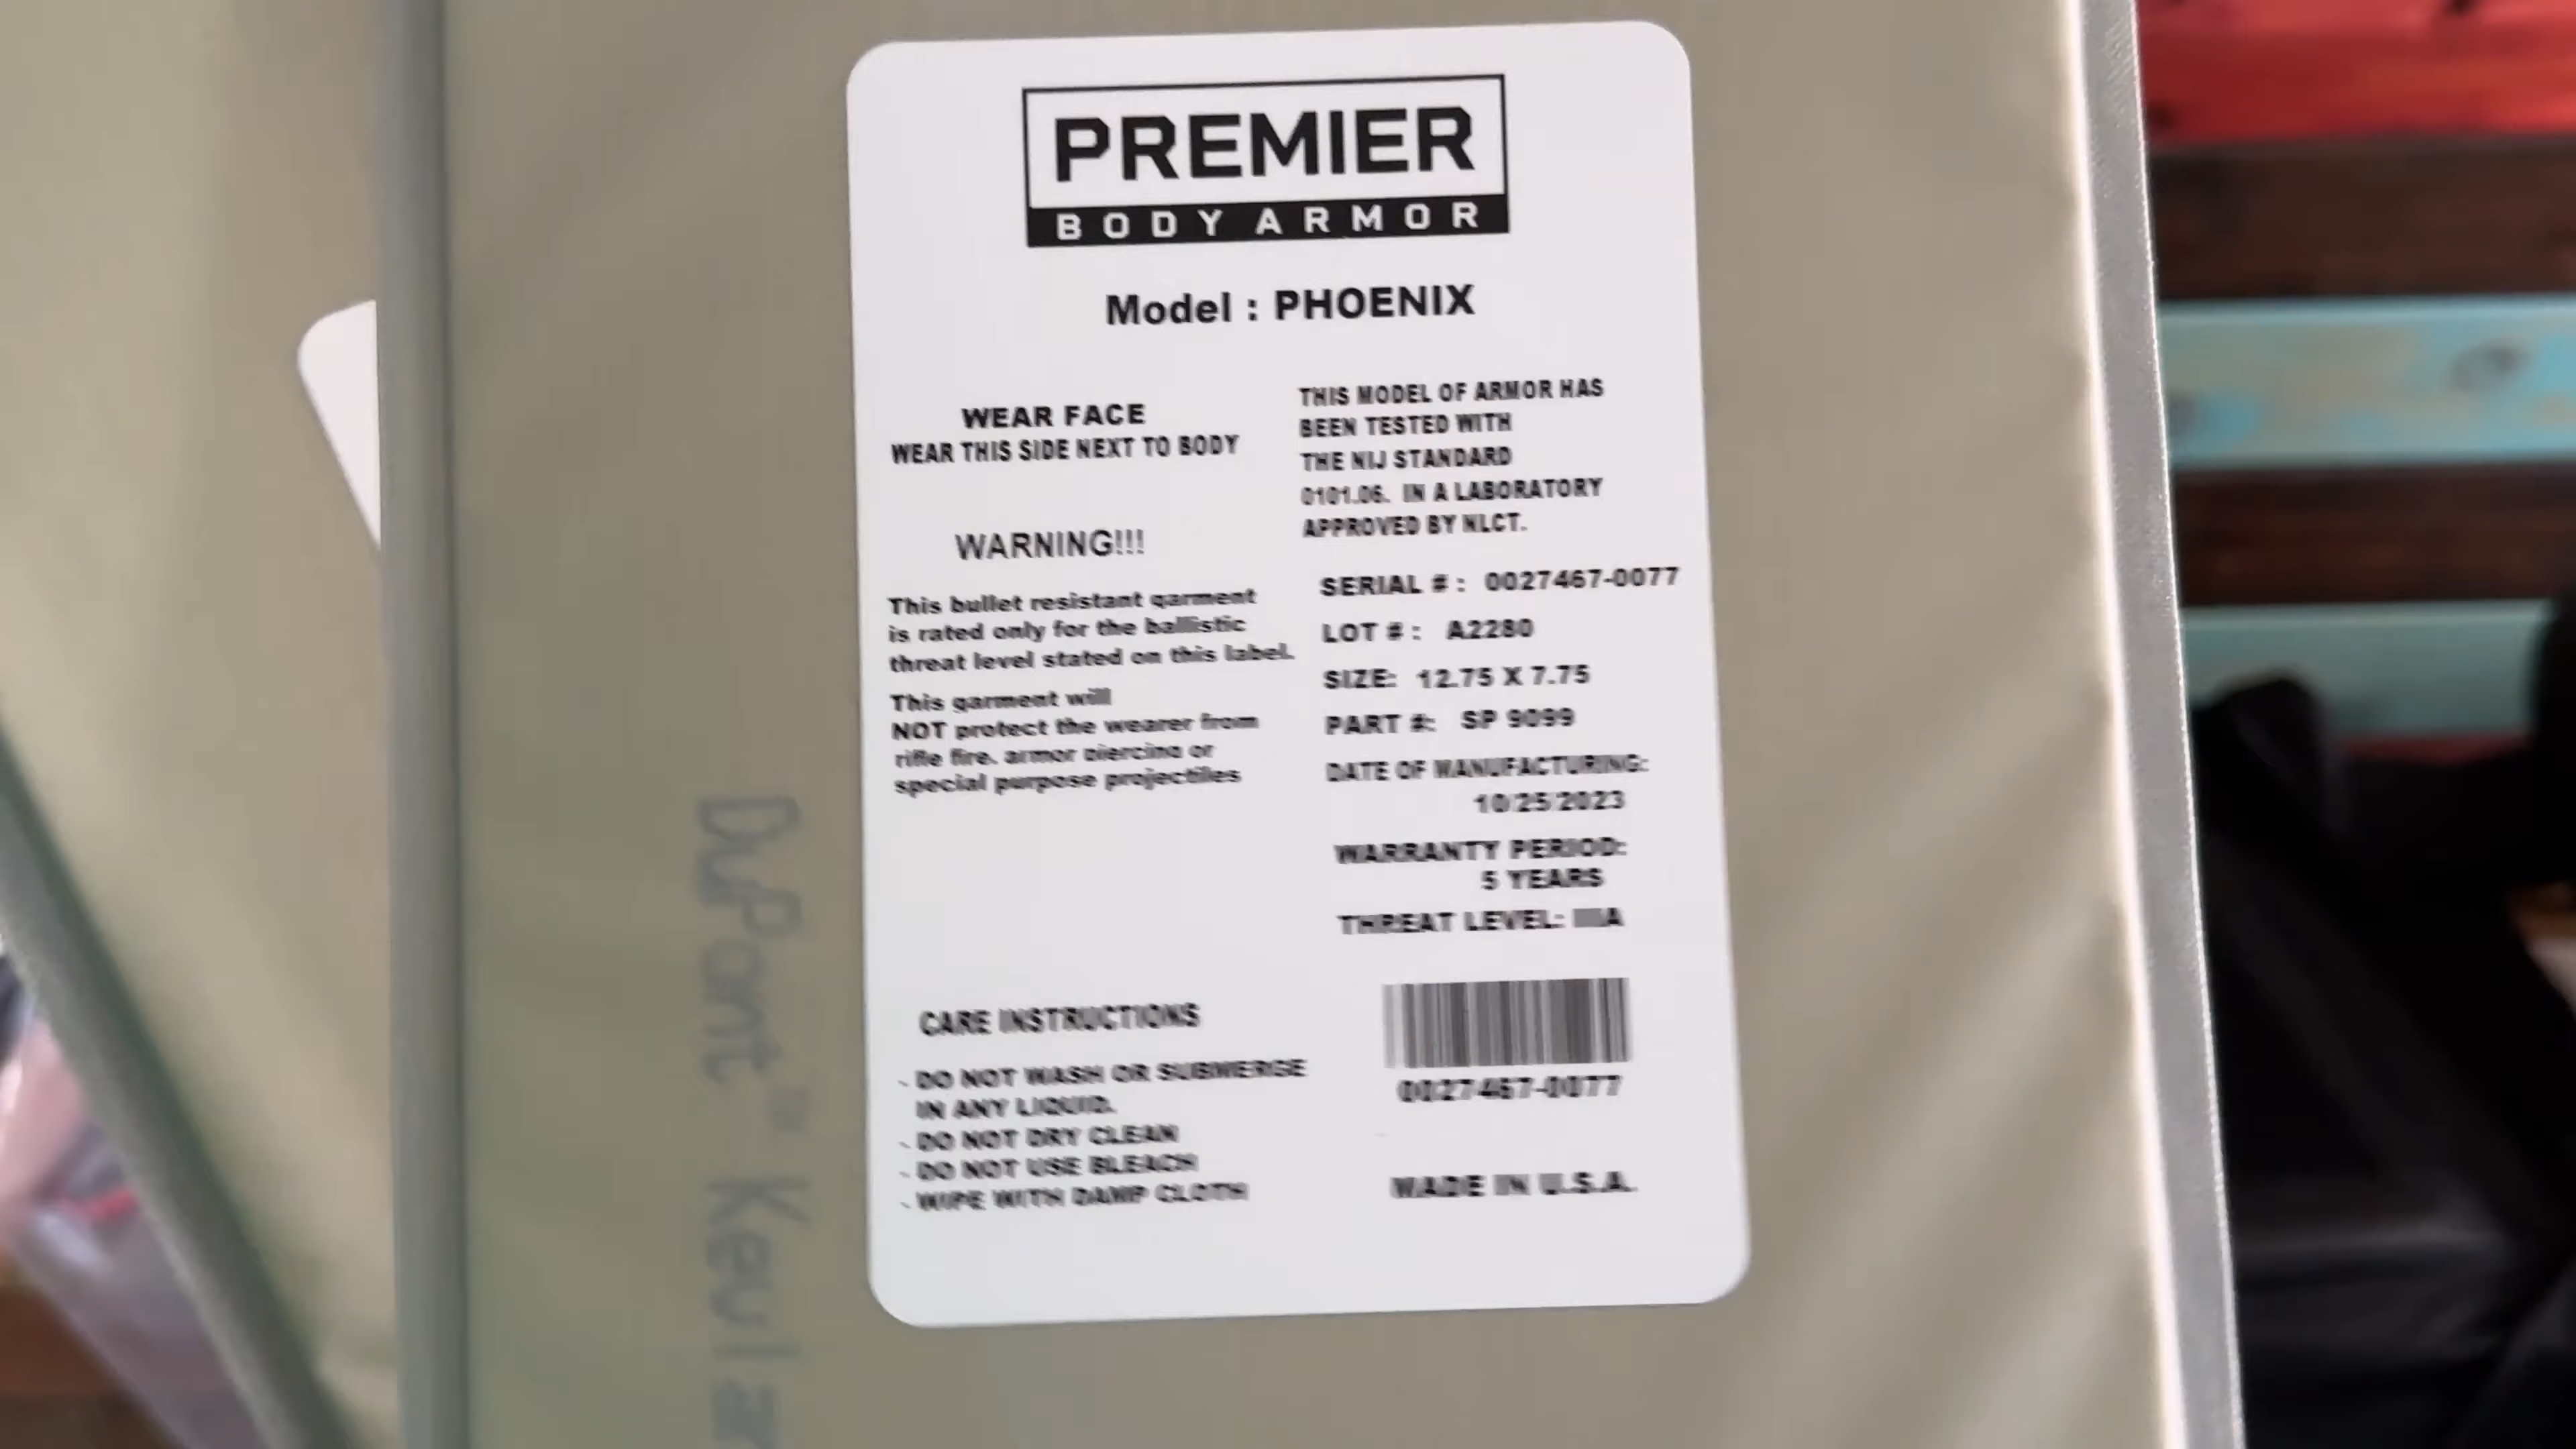 PREMIER
BODY ARMOR
Model : PHOENIX
WEAR FACE
WEAR THIS SIDE NEXT TO BODY
WARNING!!!
This bullet resistant garment
is rated only for the ballistic
threat level stated on this label.
This garment will
NOT protect the wearer from
rifle fire, armor piercing or
special purpose projectiles
THIS MODEL OF ARMOR HAS
BEEN TESTED WITH
THE NIJ STANDARD
0101.06. IN A LABORATORY
APPROVED BY NLCT.
SERIAL # : 0027467-0077
LOT # : A2280
SIZE: 12.75 X 7.75
PART #: SP 9099
DATE OF MANUFACTURING:
10/25/2023
WARRANTY PERIOD:
5 YEARS
THREAT LEVEL: IIIA
0027467-0077
MADE IN U.S.A.
CARE INSTRUCTIONS
- DO NOT WASH OR SUBMERGE
IN ANY LIQUID.
- DO NOT DRY CLEAN
- DO NOT USE BLEACH
- WIPE WITH DAMP CLOTH
DuPont™ Kevlar